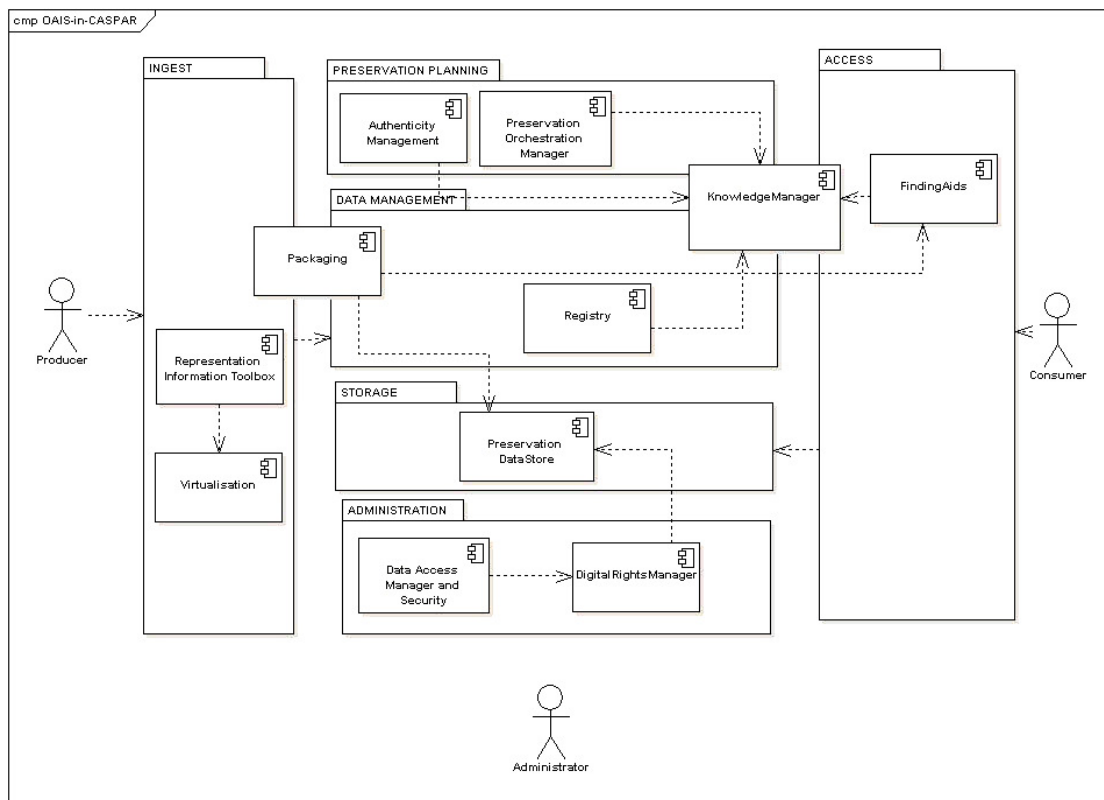 cmp OAIS-in-CASPAR
INGEST
PRESERVATION PLANNING
ACCESS
Authenticity
Management
Preservation
Orchestration
Manager
KnowledgeManager
FindingAids
DATA MANAGEMENT
Packaging
Registry
Producer
Representation
Information Toolbox
Consumer
STORAGE
Preservation
DataStore
Virtualisation
ADMINISTRATION
Data Access
Manager and
Security
DigitalRightsManager
Administrator